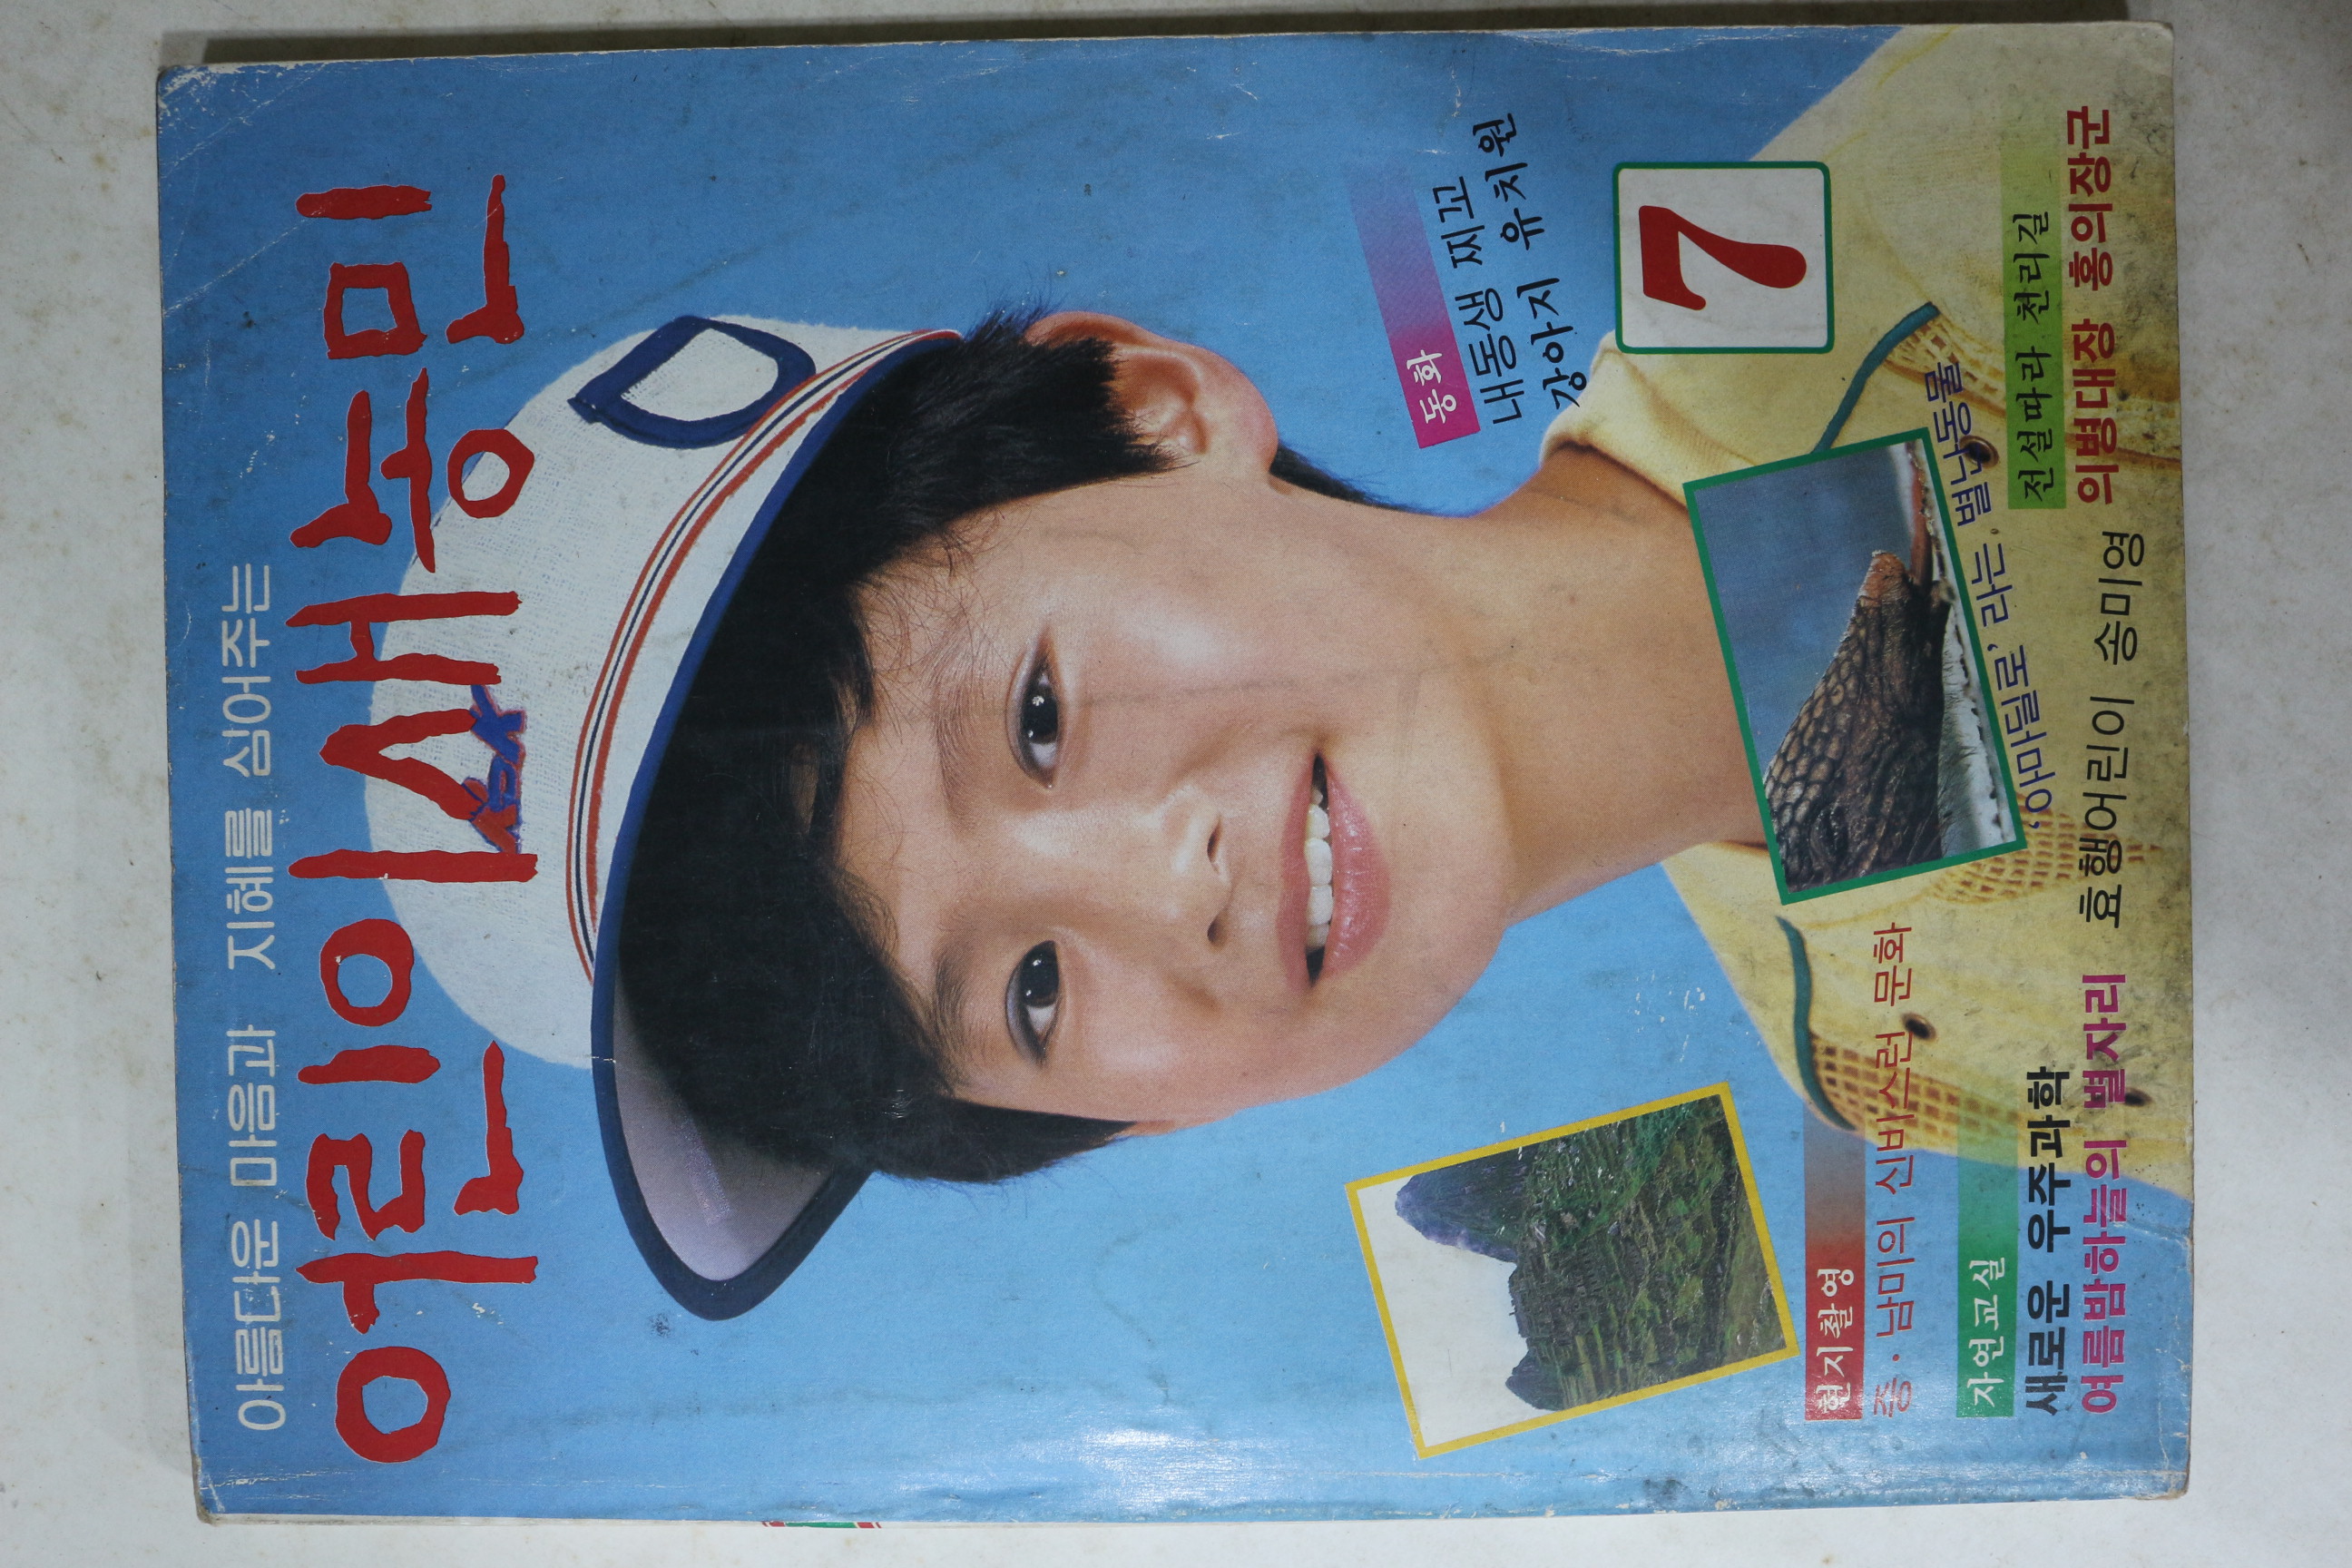 아름다운 마음과 지혜를 심어주는
어린이새농민
동화
내동생 찌꼬
강아지 유치원
7
'아마딜로' 라는 별난동물
현지촬영
중·남미의 신비스런 문화
전설따라 천리길
의병대장 홍의장군
자연교실
새로운 우주과학
여름밤하늘의 별자리
효행어린이 송미영